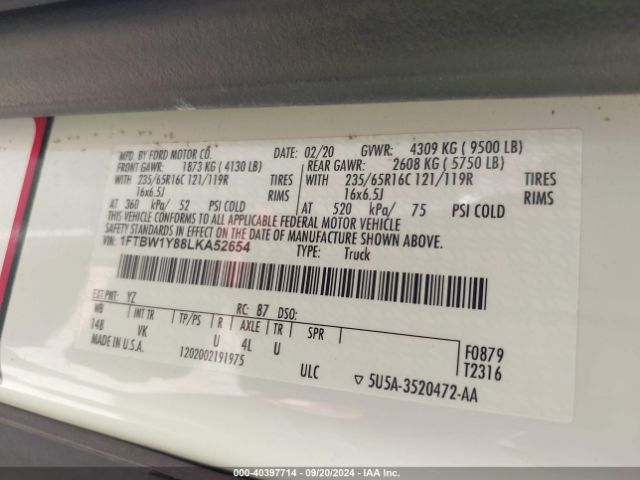 MFD. BY FORD MOTOR CO. DATE: 02/20 GVWR: 4309 KG ( 9500 LB)
FRONT GAWR: 1873 KG ( 4130 LB) REAR GAWR: 2608 KG ( 5750 LB)
WITH 235/65R16C 121/119R TIRES WITH 235/65R16C 121/119R TIRES
16x6.5J RIMS 16x6.5J RIMS
AT 360 kPa/ 52 PSI COLD AT 520 kPa/ 75 PSI COLD
THIS VEHICLE CONFORMS TO ALL APPLICABLE FEDERAL MOTOR VEHICLE
SAFETY STANDARDS IN EFFECT ON THE DATE OF MANUFACTURE SHOWN ABOVE.
VIN: 1FTBW1Y88LKA52654 TYPE: Truck
EXT PNT: YZ RC: 87 DSO:
WB INT TR TP/PS R AXLE TR SPR F0879
148 VK U 4L U T2316
MADE IN U.S.A. 1202002191975 ULC ▽ 5U5A-3520472-AA
000-40397714 - 09/20/2024 - IAA Inc.